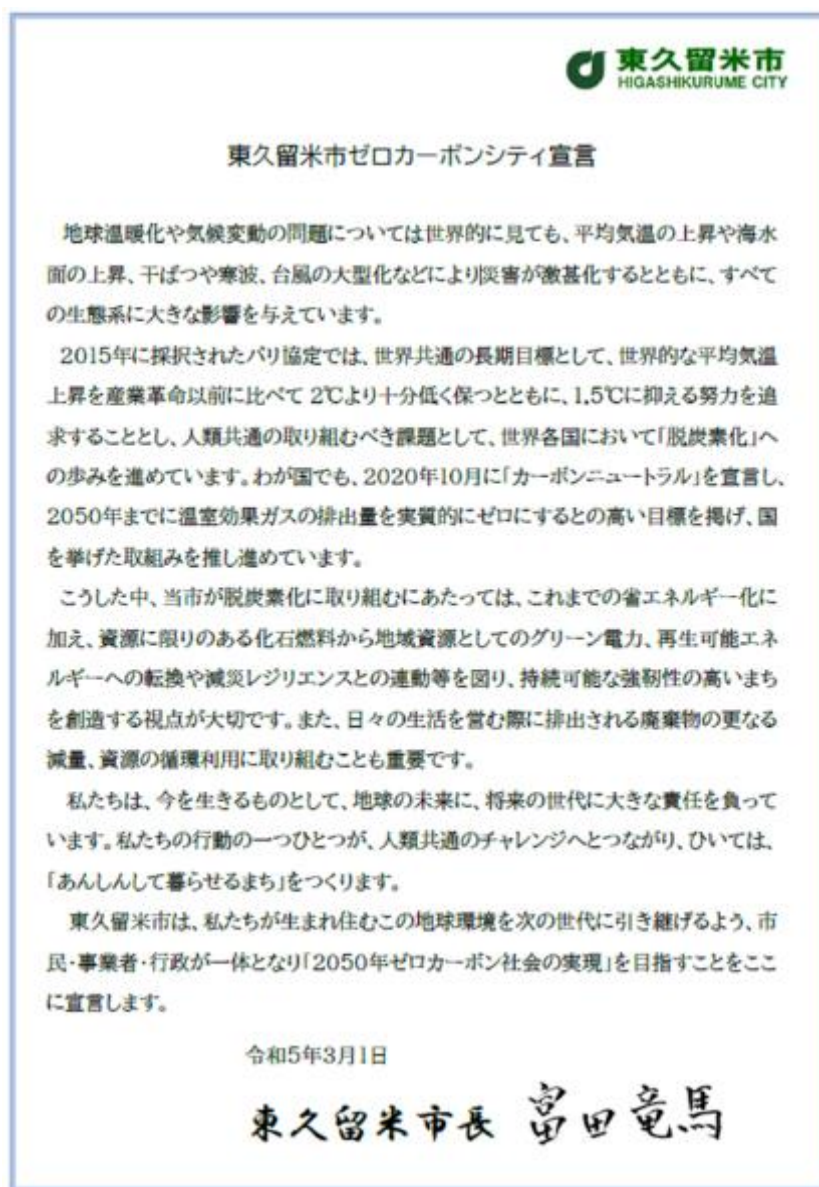 東久留米市
HIGASHIKURUME CITY
東久留米市ゼロカーボンシティ宣言
地球温暖化や気候変動の問題については世界的に見ても、平均気温の上昇や海水
面の上昇、干ばつや寒波、台風の大型化などにより災害が激甚化するとともに、すべて
の生態系に大きな影響を与えています。
2015年に採択されたパリ協定では、世界共通の長期目標として、世界的な平均気温
上昇を産業革命以前に比べて 2℃より十分低く保つとともに、1.5℃に抑える努力を追
求することとし、人類共通の取り組むべき課題として、世界各国において「脱炭素化」へ
の歩みを進めています。わが国でも、2020年10月に「カーボンニュートラル」を宣言し、
2050年までに温室効果ガスの排出量を実質的にゼロにするとの高い目標を掲げ、国
を挙げた取組みを推し進めています。
こうした中、当市が脱炭素化に取り組むにあたっては、これまでの省エネルギー化に
加え、資源に限りのある化石燃料から地域資源としてのグリーン電力、再生可能エネ
ルギーへの転換や減災レジリエンスとの連動等を図り、持続可能な強靭性の高いまち
を創造する視点が大切です。また、日々の生活を営む際に排出される廃棄物の更なる
減量、資源の循環利用に取り組むことも重要です。
私たちは、今を生きるものとして、地球の未来に、将来の世代に大きな責任を負って
います。私たちの行動の一つひとつが、人類共通のチャレンジへとつながり、ひいては、
「あんしんして暮らせるまち」をつくります。
東久留米市は、私たちが生まれ住むこの地球環境を次の世代に引き継げるよう、市
民・事業者・行政が一体となり「2050年ゼロカーボン社会の実現」を目指すことをここ
に宣言します。
令和5年3月1日
東久留米市長 富田竜馬